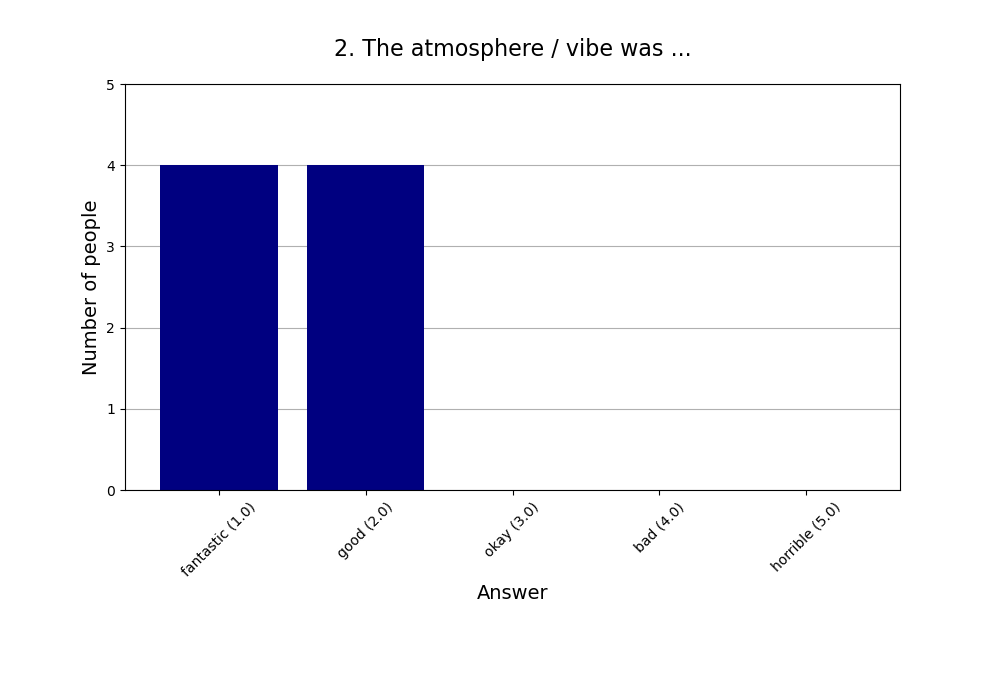 2. The atmosphere / vibe was ...
5
4
3
2
1
0
Number of people
fantastic (1.0)
good (2.0)
okay (3.0)
bad (4.0)
horrible (5.0)
Answer